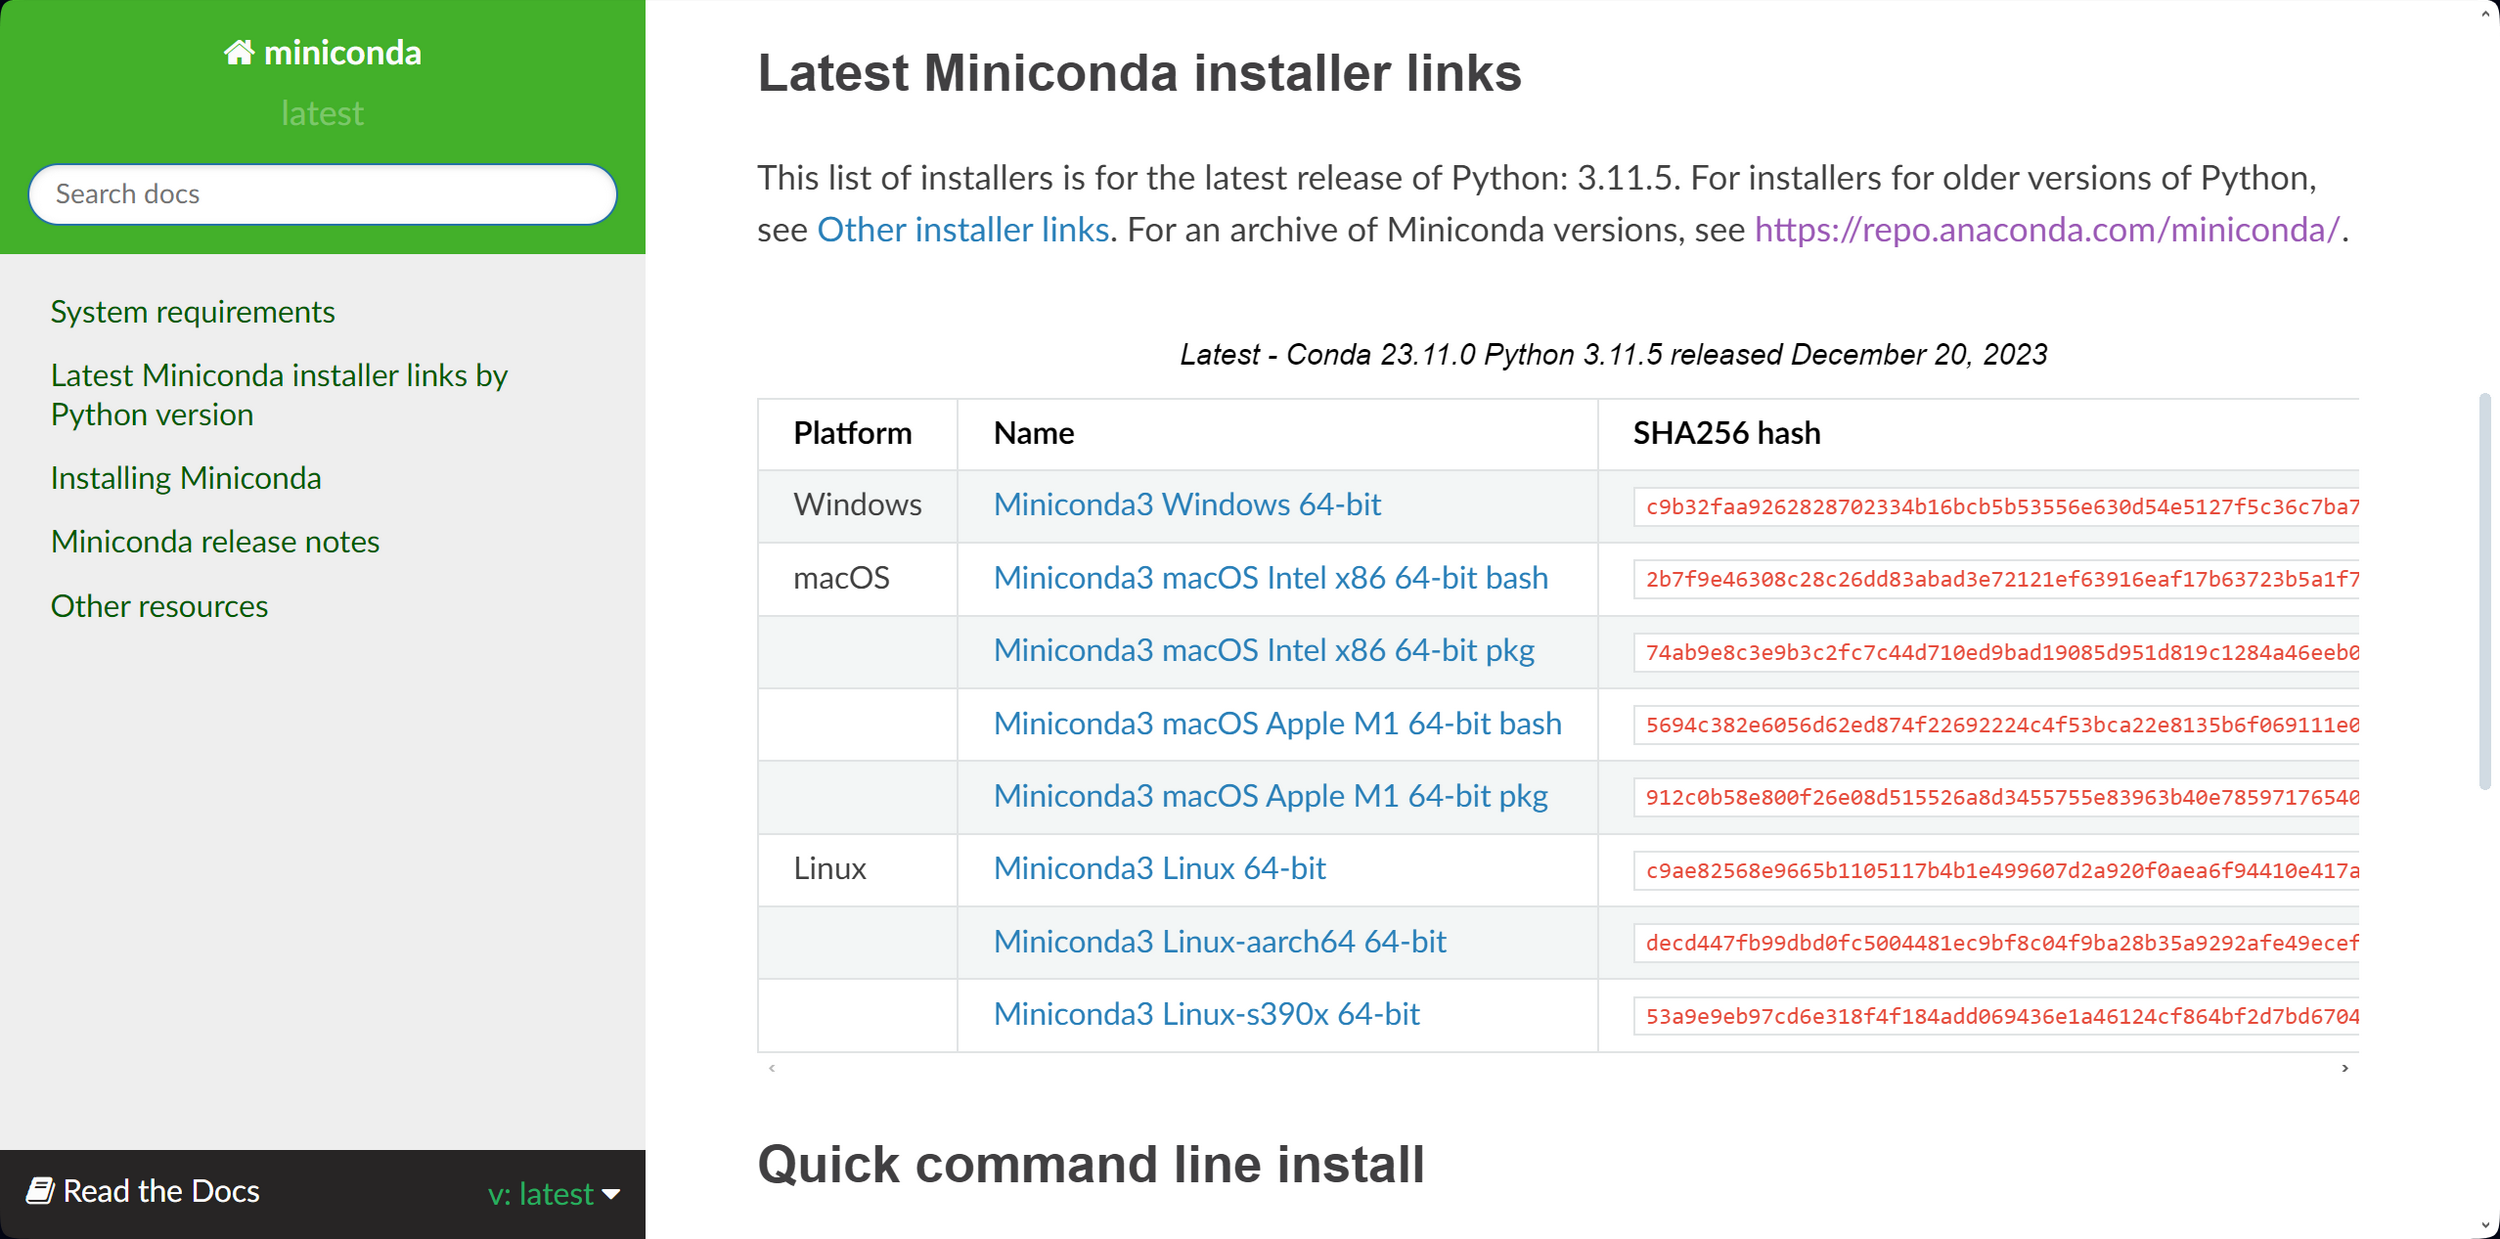 miniconda
latest
Search docs
System requirements
Latest Miniconda installer links by
Python version
Installing Miniconda
Miniconda release notes
Other resources
Read the Docs
v: latest
Latest Miniconda installer links
This list of installers is for the latest release of Python: 3.11.5. For installers for older versions of Python,
see Other installer links. For an archive of Miniconda versions, see https://repo.anaconda.com/miniconda/.
Latest - Conda 23.11.0 Python 3.11.5 released December 20, 2023
Platform Name SHA256 hash
Windows Miniconda3 Windows 64-bit c9b32faa9262828702334b16bcb5b53556e630d54e5127f5c36c7ba7
macOS Miniconda3 macOS Intel x86 64-bit bash 2b7f9e46308c28c26dd83abad3e72121ef63916eaf17b63723b5a1f7
Miniconda3 macOS Intel x86 64-bit pkg 74ab9e8c3e9b3c2fc7c44d710ed9bad19085d951d819c1284a46eeb0
Miniconda3 macOS Apple M1 64-bit bash 5694c382e6056d62ed874f22692224c4f53bca22e8135b6f069111e0
Miniconda3 macOS Apple M1 64-bit pkg 912c0b58e800f26e08d515526a8d3455755e83963b40e78597176540
Linux Miniconda3 Linux 64-bit c9ae82568e9665b1105117b4b1e499607d2a920f0aea6f94410e417a
Miniconda3 Linux-aarch64 64-bit decd447fb99dbd0fc5004481ec9bf8c04f9ba28b35a9292afe49ecef
Miniconda3 Linux-s390x 64-bit 53a9e9eb97cd6e318f4f184add069436e1a46124cf864bf2d7bd6704
Quick command line install